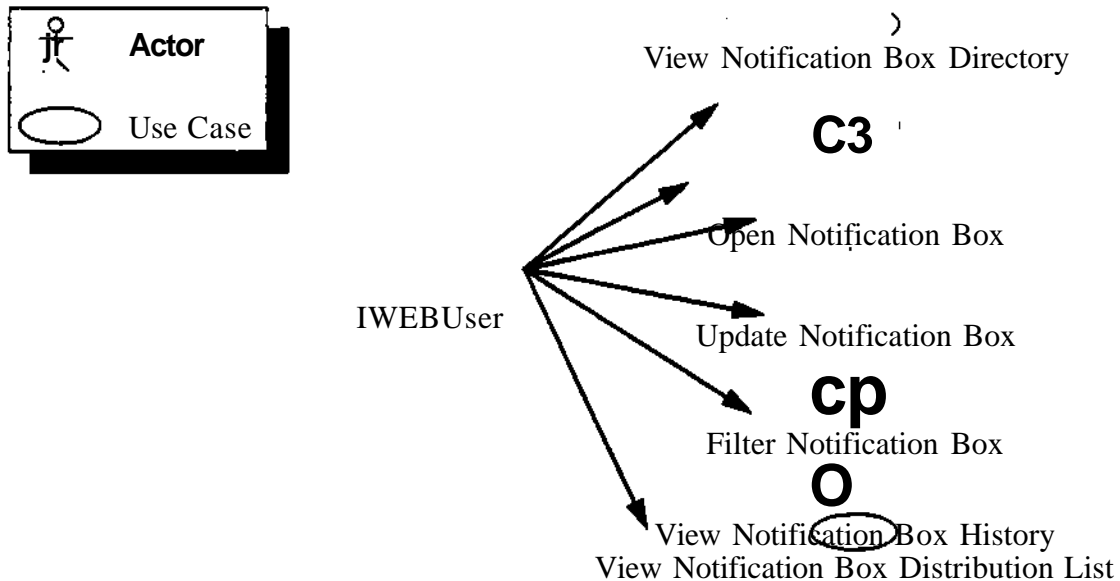 jr Actor
Use Case
View Notification Box Directory
C3
Open Notification Box
IWEBUser
Update Notification Box
cp
Filter Notification Box
O
View Notification Box History
View Notification Box Distribution List